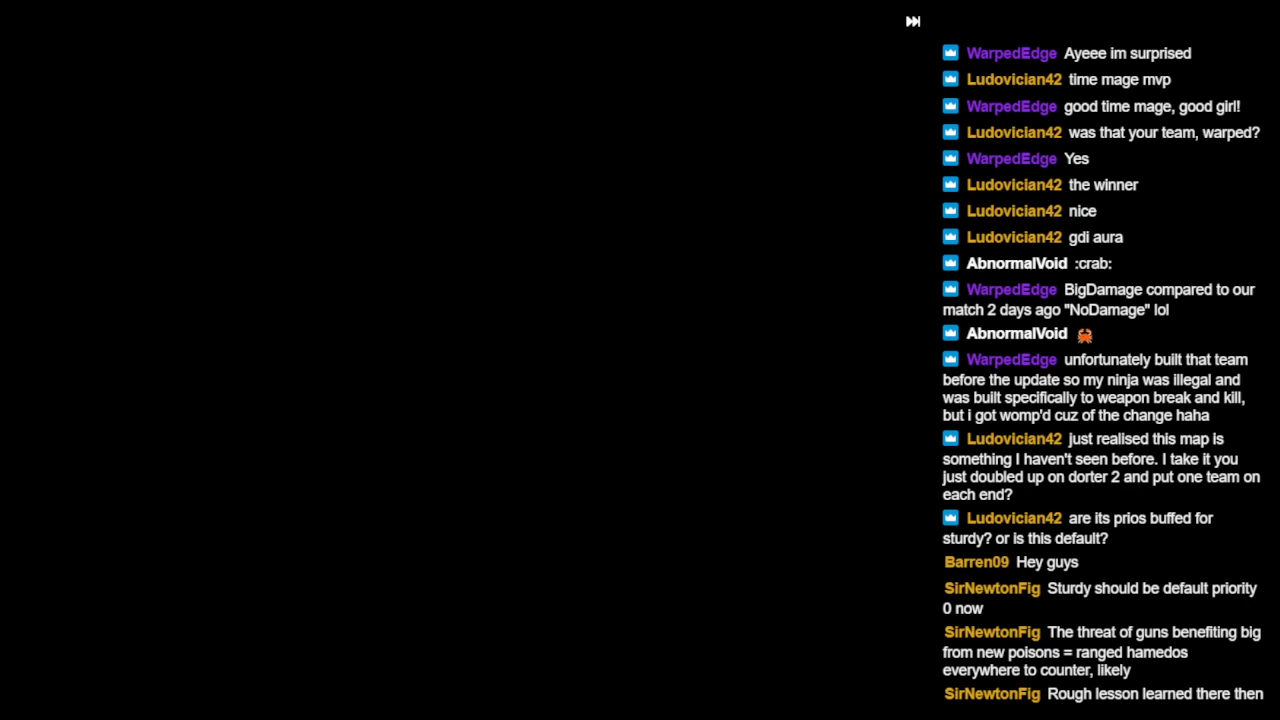 WarpedEdge Ayeee im surprised
Ludovician42 time mage mvp
WarpedEdge good time mage, good girl!
Ludovician42 was that your team, warped?
WarpedEdge Yes
Ludovician42 the winner
Ludovician42 nice
Ludovician42 gdi aura
AbnormalVoid :crab:
WarpedEdge BigDamage compared to our
match 2 days ago "NoDamage" lol
AbnormalVoid 🦀
WarpedEdge unfortunately built that team
before the update so my ninja was illegal and
was built specifically to weapon break and kill,
but i got womp'd cuz of the change haha
Ludovician42 just realised this map is
something I haven't seen before. I take it you
just doubled up on dorter 2 and put one team on
each end?
Ludovician42 are its prios buffed for
sturdy? or is this default?
Barren09 Hey guys
SirNewtonFig Sturdy should be default priority
0 now
SirNewtonFig The threat of guns benefiting big
from new poisons = ranged hamedos
everywhere to counter, likely
SirNewtonFig Rough lesson learned there then